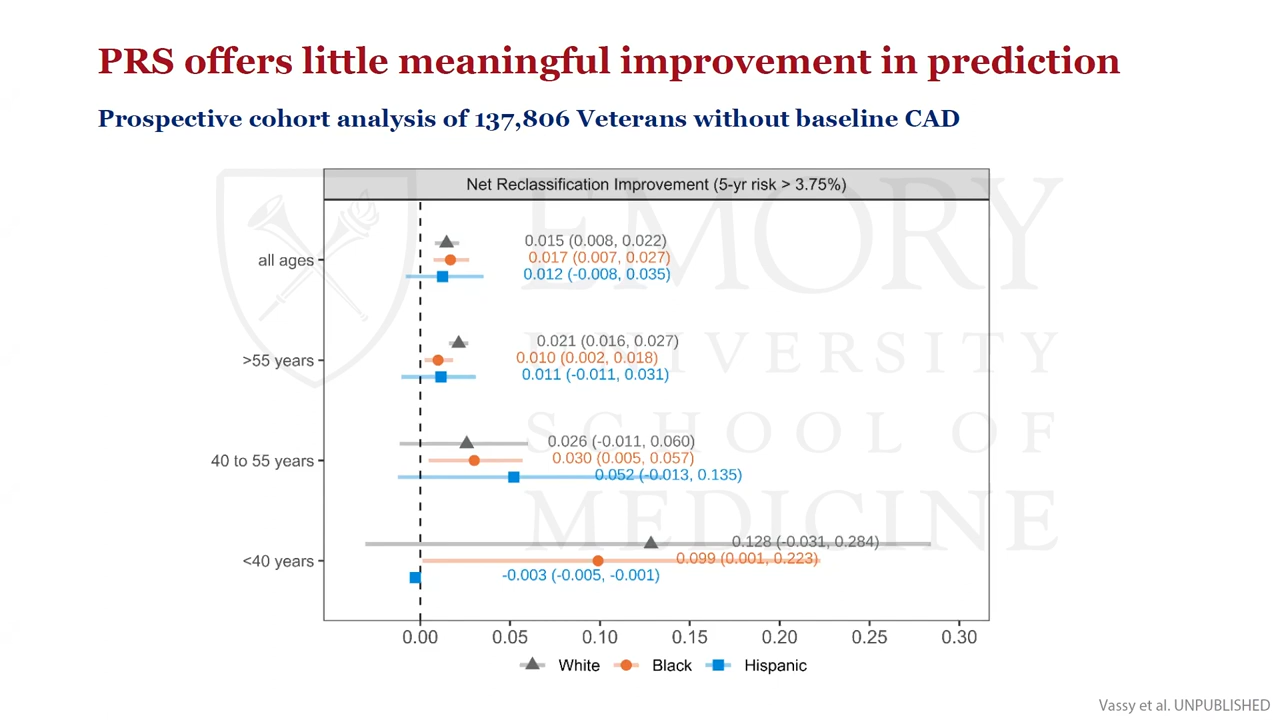 PRS offers little meaningful improvement in prediction
Prospective cohort analysis of 137,806 Veterans without baseline CAD
Net Reclassification Improvement (5-yr risk > 3.75%)
EMORY
UNIVERSITY
SCHOOL OF
MEDICINE
all ages
0.015 (0.008, 0.022)
0.017 (0.007, 0.027)
0.012 (-0.008, 0.035)
>55 years
0.021 (0.016, 0.027)
0.010 (0.002, 0.018)
0.011 (-0.011, 0.031)
40 to 55 years
0.026 (-0.011, 0.060)
0.030 (0.005, 0.057)
0.052 (-0.013, 0.135)
<40 years
0.128 (-0.031, 0.284)
0.099 (0.001, 0.223)
-0.003 (-0.005, -0.001)
0.00 0.05 0.10 0.15 0.20 0.25 0.30
White Black Hispanic
Vassy et al. UNPUBLISHED